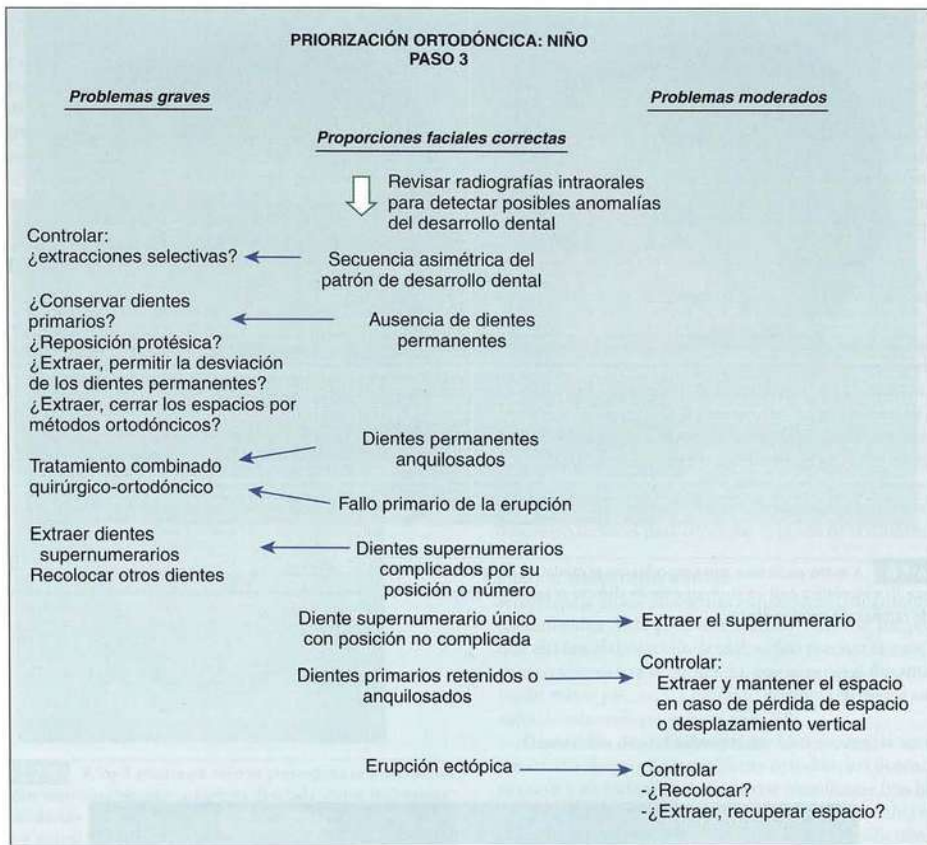 PRIORIZACIÓN ORTODÓNCICA: NIÑO
PASO 3
Problemas graves
Problemas moderados
Proporciones faciales correctas
Revisar radiografías intraorales
para detectar posibles anomalías
del desarrollo dental
Controlar:
¿extracciones selectivas?
Secuencia asimétrica del
patrón de desarrollo dental
¿Conservar dientes
primarios?
¿Reposición protésica?
¿Extraer, permitir la desviación
de los dientes permanentes?
¿Extraer, cerrar los espacios por
métodos ortodóncicos?
Ausencia de dientes
permanentes
Dientes permanentes
anquilosados
Tratamiento combinado
quirúrgico-ortodóncico
Fallo primario de la erupción
Extraer dientes
supernumerarios
Recolocar otros dientes
Dientes supernumerarios
complicados por su
posición o número
Diente supernumerario único
con posición no complicada
Extraer el supernumerario
Dientes primarios retenidos o
anquilosados
Controlar:
Extraer y mantener el espacio
en caso de pérdida de espacio
o desplazamiento vertical
Erupción ectópica
Controlar
-¿Recolocar?
-¿Extraer, recuperar espacio?